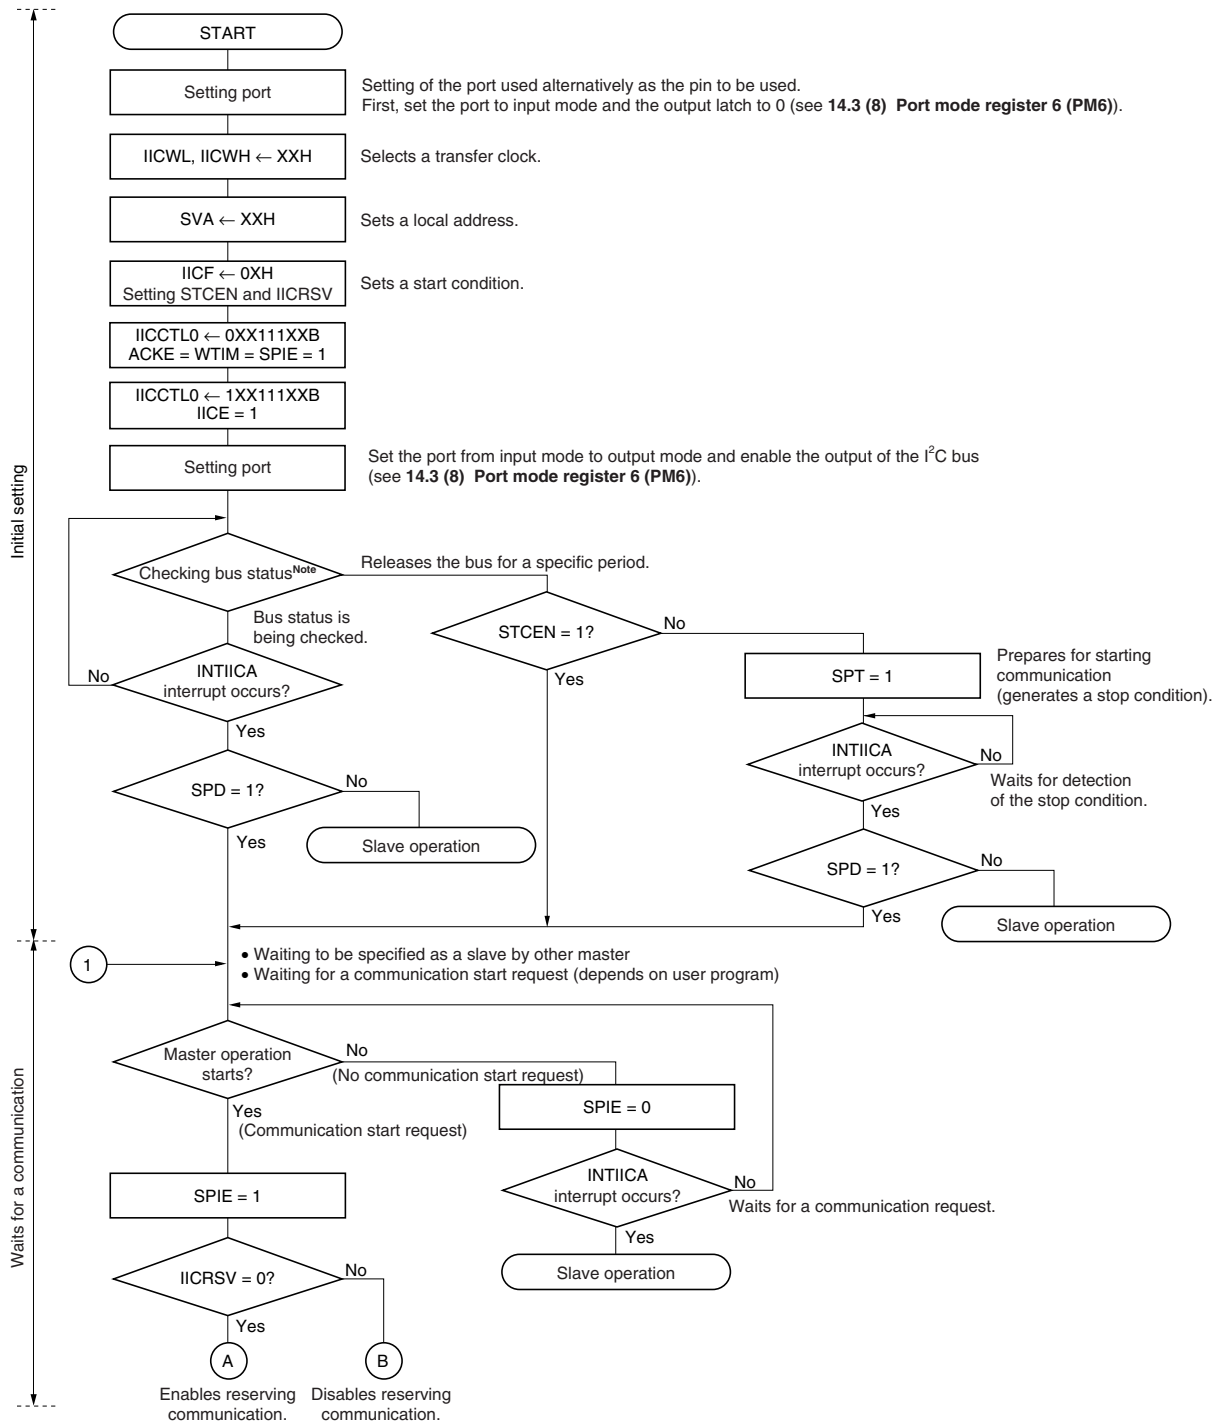 START
Setting port
Setting of the port used alternatively as the pin to be used.
First, set the port to input mode and the output latch to 0 (see 14.3 (8) Port mode register 6 (PM6)).
IICWL, IICWH ← XXH
Selects a transfer clock.
SVA ← XXH
Sets a local address.
IICF ← 0XH
Setting STCEN and IICRSV
Sets a start condition.
IICCTL0 ← 0XX111XXB
ACKE = WTIM = SPIE = 1
IICCTL0 ← 1XX111XXB
IICE = 1
Setting port
Set the port from input mode to output mode and enable the output of the I²C bus
(see 14.3 (8) Port mode register 6 (PM6)).
Initial setting
Checking bus statusNote
Releases the bus for a specific period.
Bus status is
being checked.
STCEN = 1?
No
Yes
SPT = 1
Prepares for starting
communication
(generates a stop condition).
INTIICA
interrupt occurs?
No
Yes
INTIICA
interrupt occurs?
No
Waits for detection
of the stop condition.
Yes
SPD = 1?
No
Yes
Slave operation
SPD = 1?
No
Yes
Slave operation
1
• Waiting to be specified as a slave by other master
• Waiting for a communication start request (depends on user program)
Waits for a communication
Master operation
starts?
No
(No communication start request)
Yes
(Communication start request)
SPIE = 0
SPIE = 1
INTIICA
interrupt occurs?
No
Waits for a communication request.
Yes
Slave operation
IICRSV = 0?
No
Yes
A
B
Enables reserving
communication.
Disables reserving
communication.